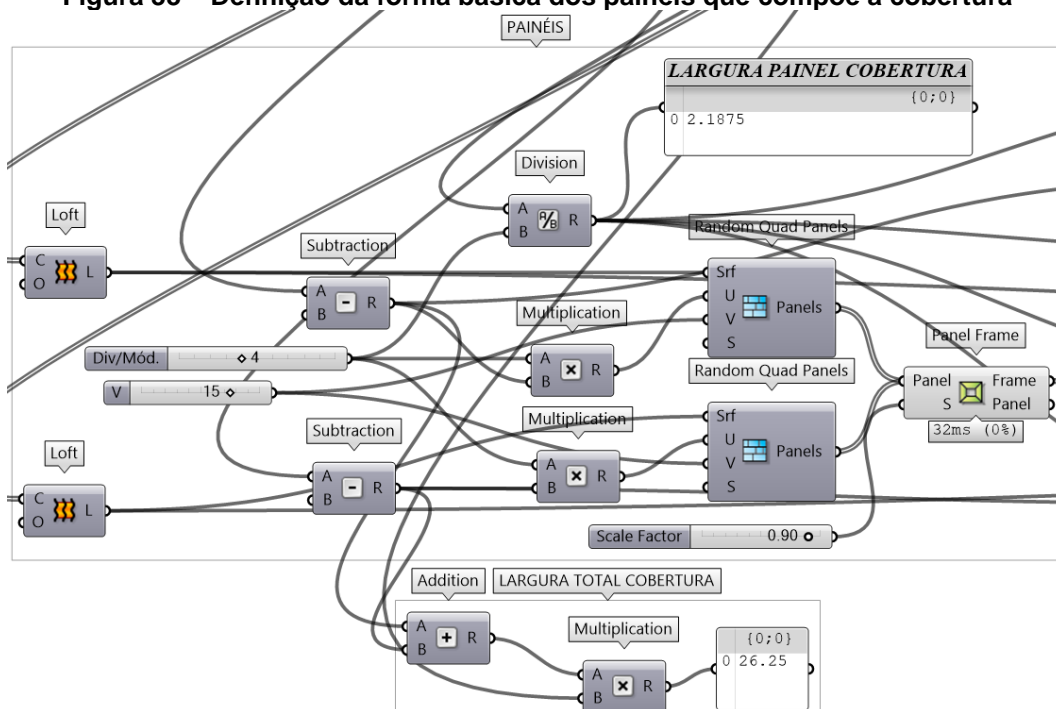 Figura 58 – Definição da forma básica dos painéis que compõe a cobertura
PAINÉIS
LARGURA PAINEL COBERTURA
{0;0}
0 2.1875
Division
A
B
R
Loft
C
O
L
Subtraction
A
B
R
Random Quad Panels
Srf
U
V
S
Panels
Multiplication
A
B
R
Div/Mód.
4
V
15
Panel Frame
Panel
S
Frame
Panel
32ms (0%)
Random Quad Panels
Srf
U
V
S
Panels
Multiplication
A
B
R
Subtraction
A
B
R
Loft
C
O
L
Scale Factor
0.90
Addition
A
B
R
LARGURA TOTAL COBERTURA
Multiplication
A
B
R
{0;0}
0 26.25